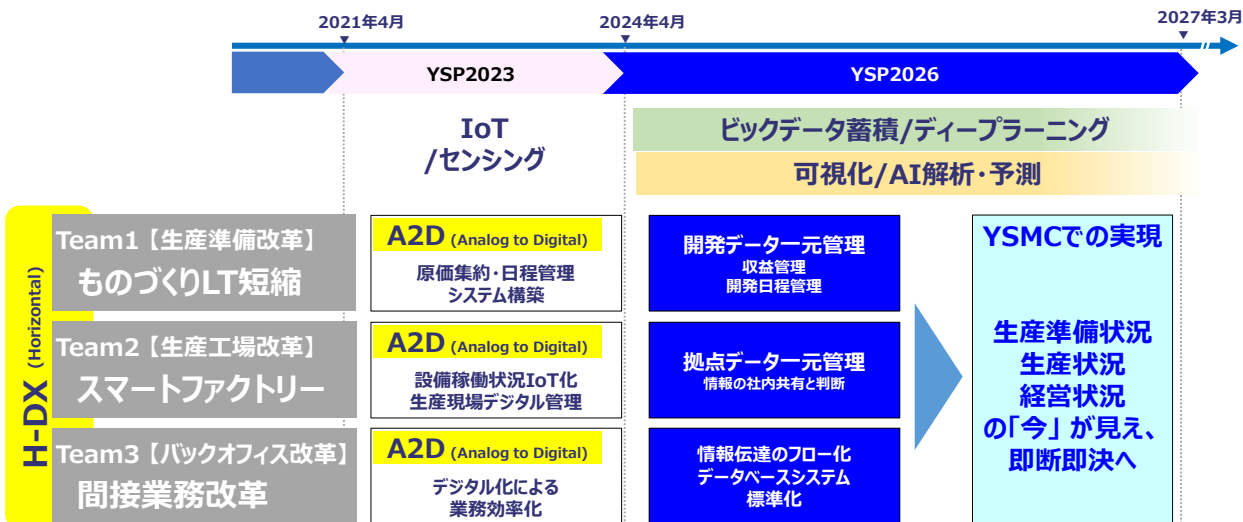 2021年4月
2024年4月
2027年3月
YSP2023
YSP2026
IoT
/センシング
ビックデータ蓄積/ディープラーニング
可視化/AI解析・予測
H-DX (Horizontal)
Team1【生産準備改革】
ものづくりLT短縮
A2D (Analog to Digital)
原価集約・日程管理
システム構築
開発データ一元管理
収益管理
開発日程管理
Team2【生産工場改革】
スマートファクトリー
A2D (Analog to Digital)
設備稼働状況IoT化
生産現場デジタル管理
拠点データ一元管理
情報の社内共有と判断
Team3【バックオフィス改革】
間接業務改革
A2D (Analog to Digital)
デジタル化による
業務効率化
情報伝達のフロー化
データベースシステム
標準化
YSMCでの実現
生産準備状況
生産状況
経営状況
の「今」が見え、
即断即決へ